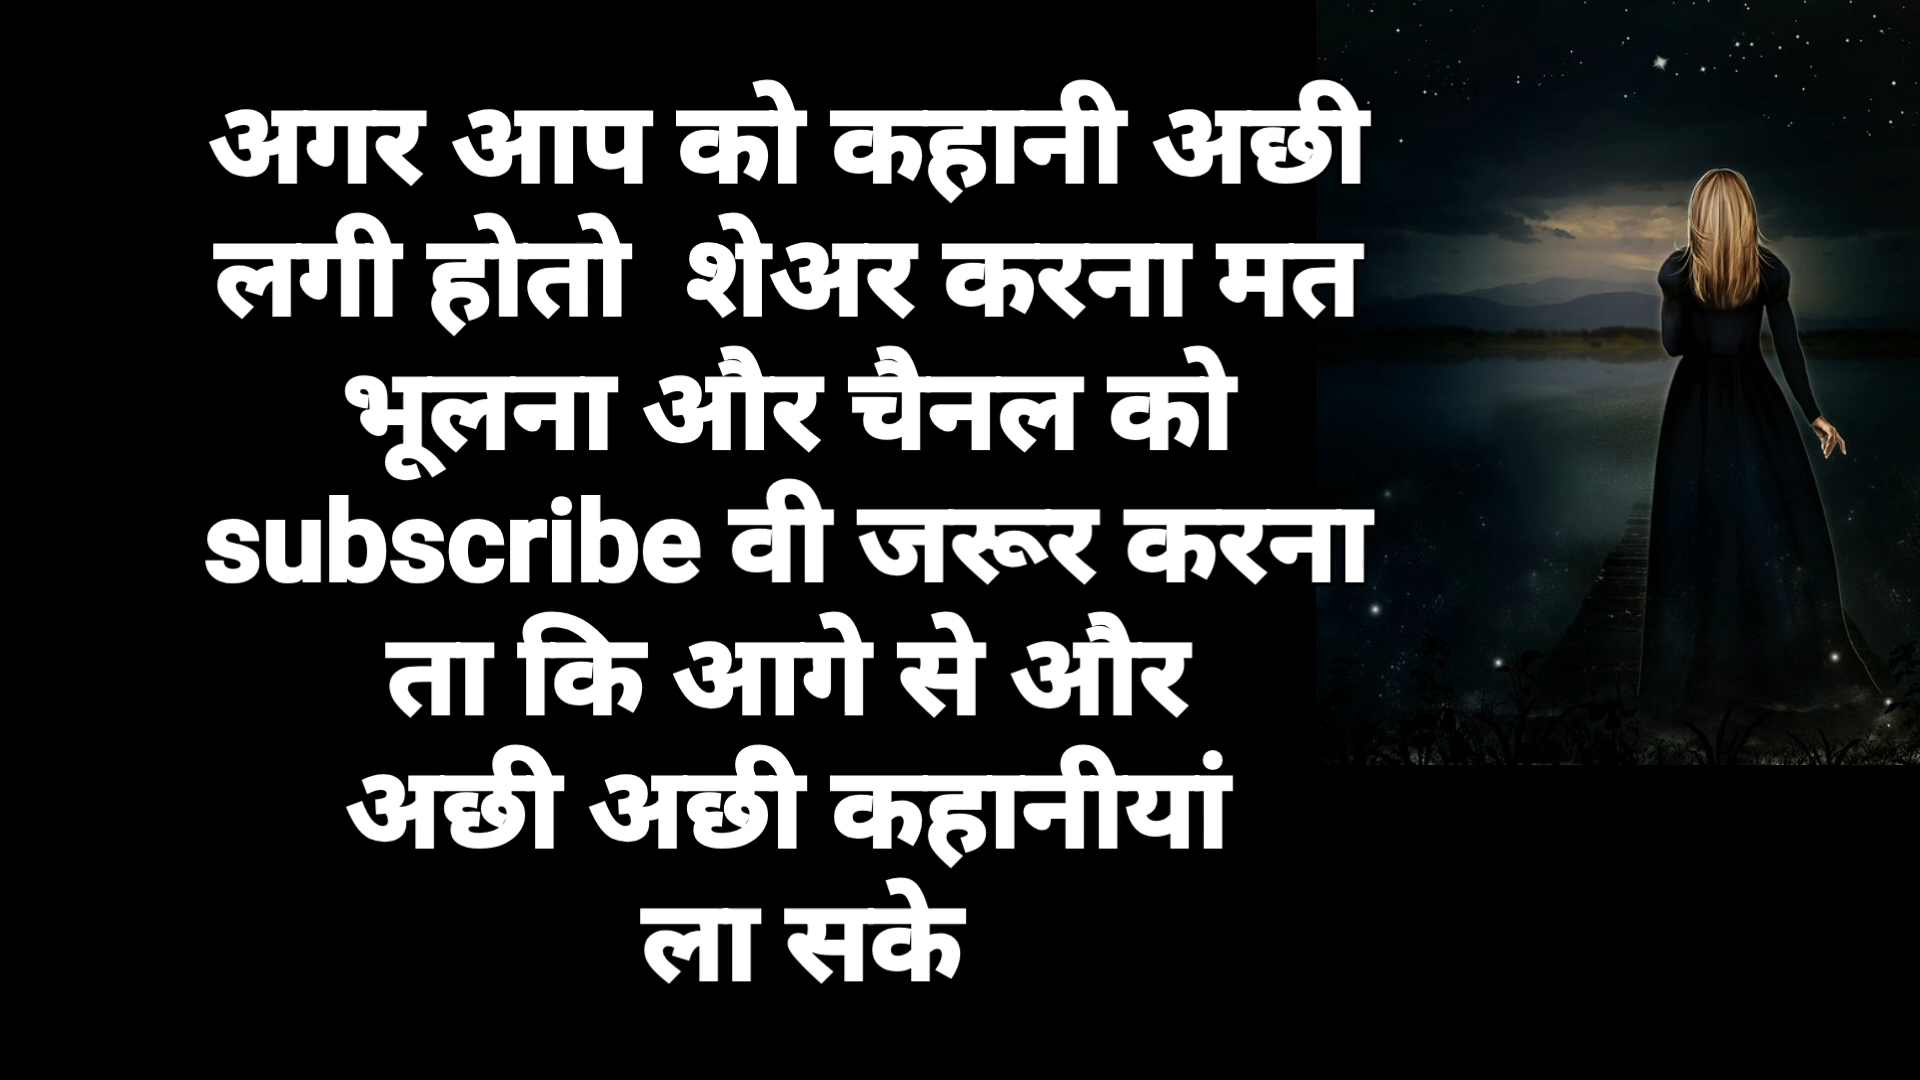 अगर आप को कहानी अछी
लगी होतो  शेअर करना मत
भूलना और चैनल को
subscribe वी जरूर करना
ता कि आगे से और
अछी अछी कहानीयां
ला सके